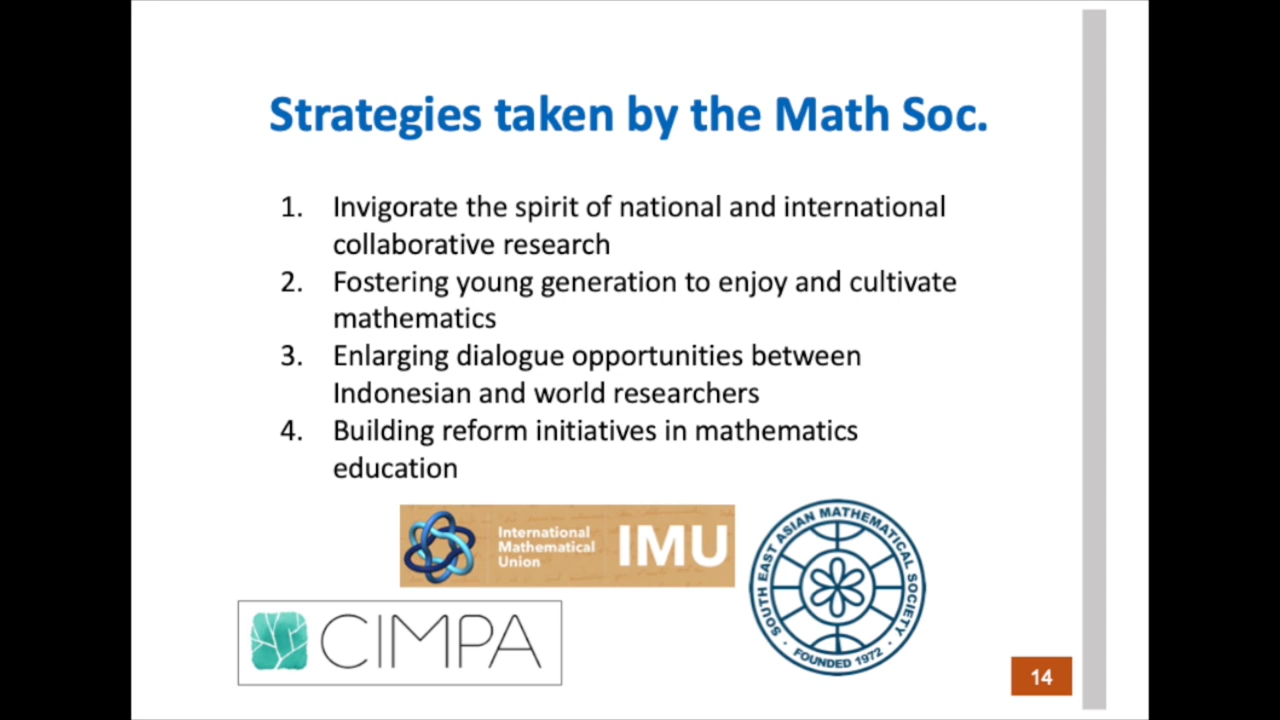 Strategies taken by the Math Soc.
1. Invigorate the spirit of national and international
collaborative research
2. Fostering young generation to enjoy and cultivate
mathematics
3. Enlarging dialogue opportunities between
Indonesian and world researchers
4. Building reform initiatives in mathematics
education
International
Mathematical
Union
IMU
SOUTH EAST ASIAN MATHEMATICAL SOCIETY
FOUNDED 1972
CIMPA
14